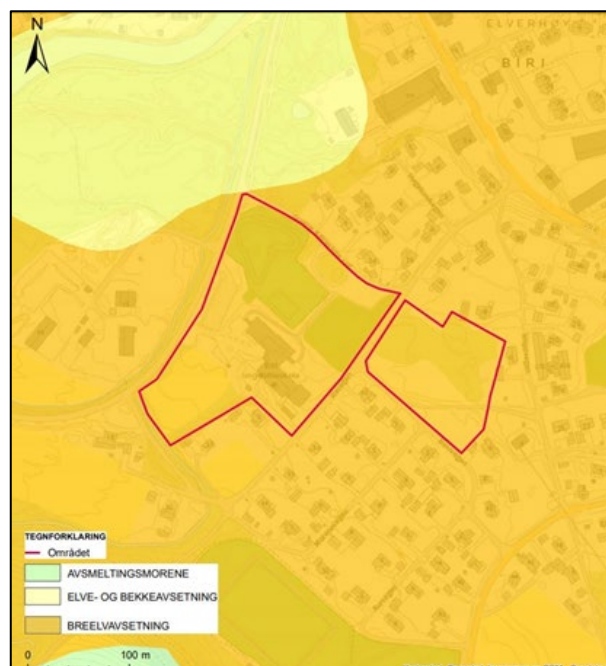 N
ELVERHØY
BIRI
TEGNFORKLARING
Området
AVSMELTINGSMORENE
ELVE- OG BEKKEAVSETNING
BREELVAVSETNING
0 100 m